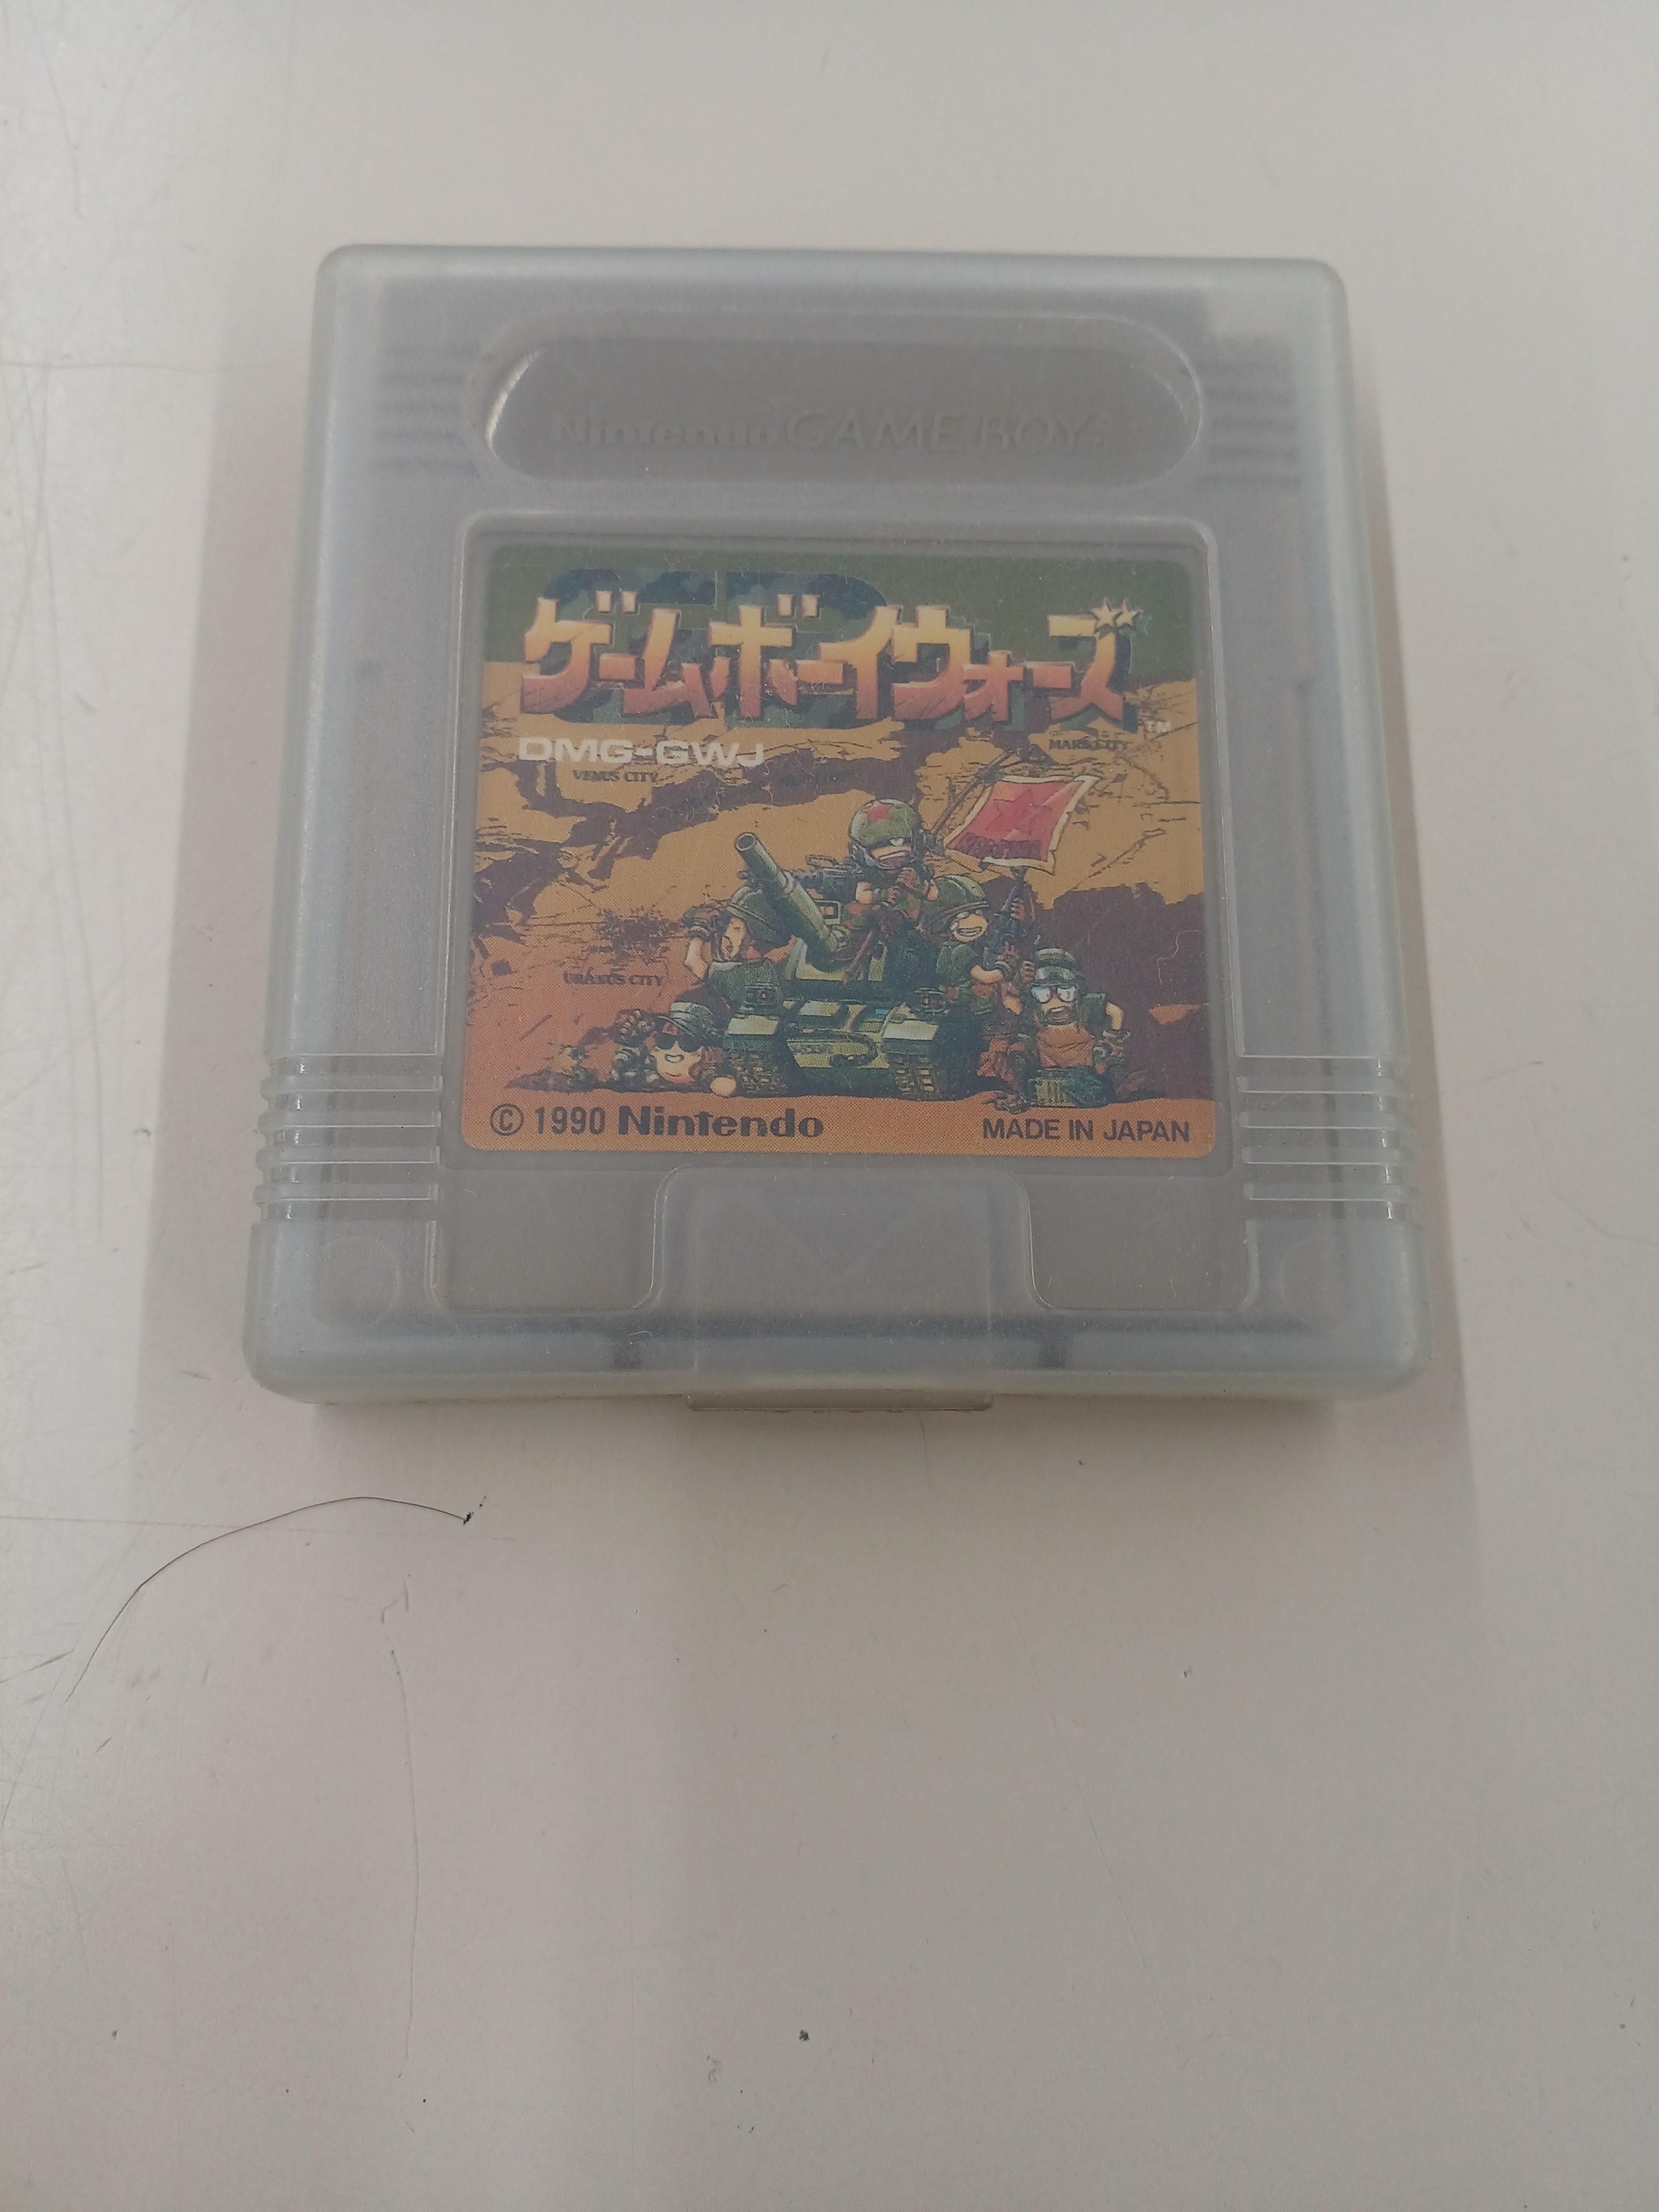 Nintendo GAME BOY
ゲームボーイウォーズ
TM
DMG-GWJ
MARS CITY
VENUS CITY
URANUS CITY
© 1990 Nintendo
MADE IN JAPAN